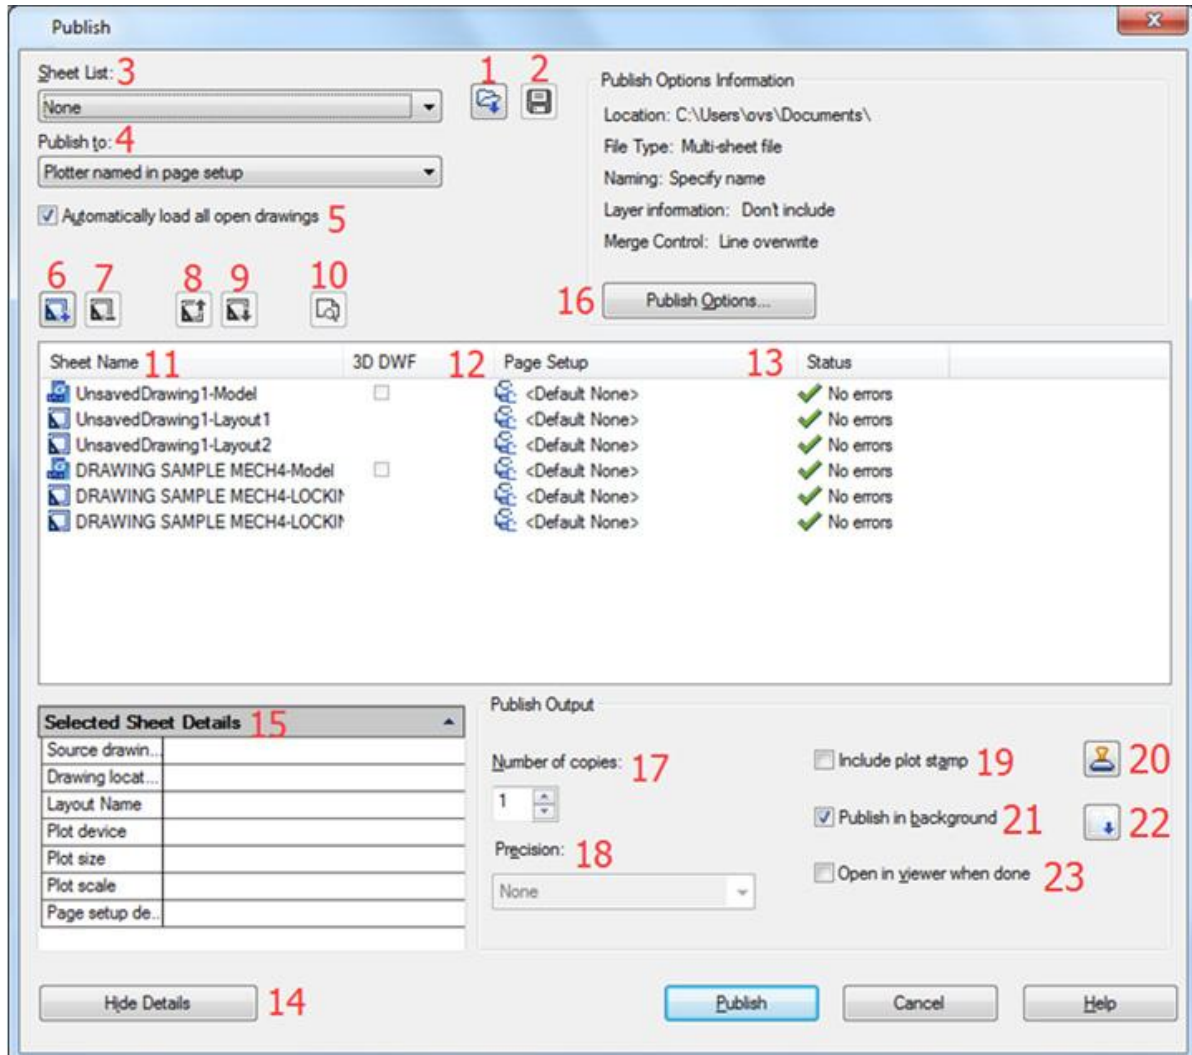 Publish
Sheet List: 3
None
1 2
Publish to: 4
Plotter named in page setup
Automatically load all open drawings 5
6 7 8 9 10
Publish Options Information
Location: C:\Users\ovs\Documents\
File Type: Multi-sheet file
Naming: Specify name
Layer information: Don't include
Merge Control: Line overwrite
16 Publish Options...
Sheet Name 11 3D DWF 12 Page Setup 13 Status
UnsavedDrawing1-Model <Default None> No errors
UnsavedDrawing1-Layout1 <Default None> No errors
UnsavedDrawing1-Layout2 <Default None> No errors
DRAWING SAMPLE MECH4-Model <Default None> No errors
DRAWING SAMPLE MECH4-LOCKIN <Default None> No errors
DRAWING SAMPLE MECH4-LOCKIN <Default None> No errors
Selected Sheet Details 15
Source drawin...
Drawing locat...
Layout Name
Plot device
Plot size
Plot scale
Page setup de...
Publish Output
Number of copies: 17
1
Precision: 18
None
Include plot stamp 19 20
Publish in background 21 22
Open in viewer when done 23
Hide Details 14
Publish Cancel Help